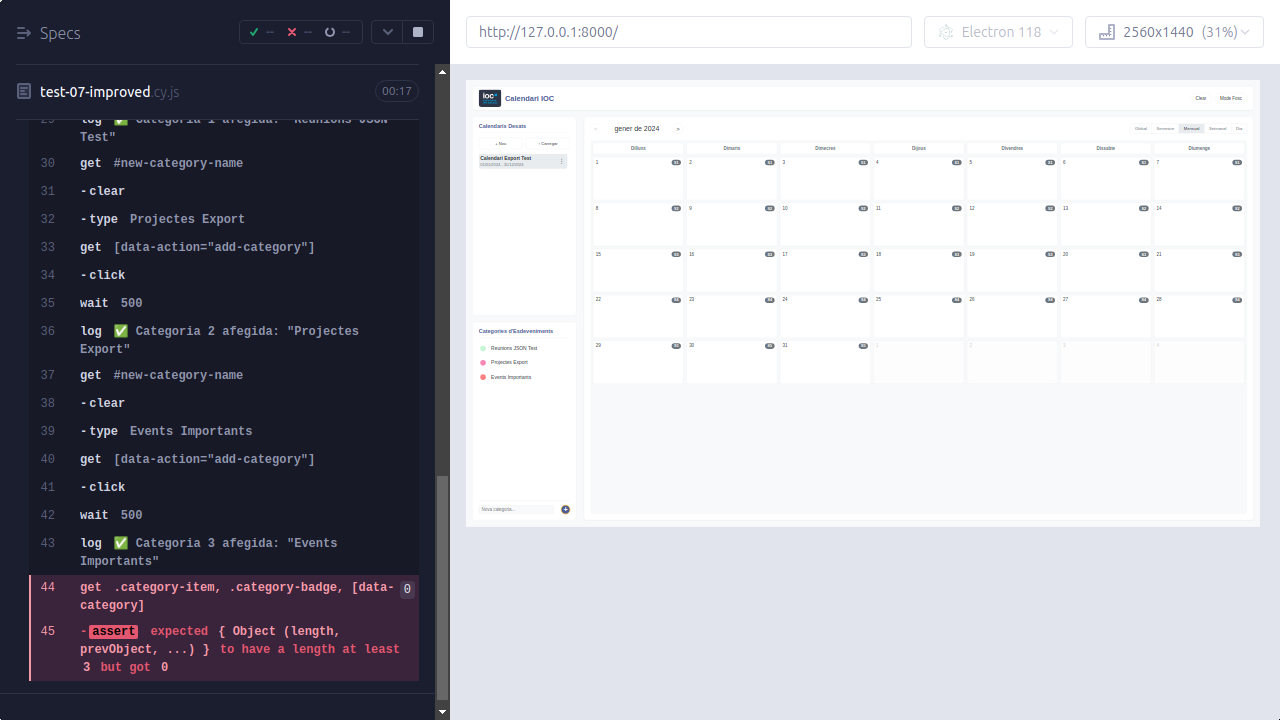 Specs
-- -- --
test-07-improved.cy.js
00:17
29 log ✅ Categoria 1 afegida: "Reunions JSON
Test"
30 get #new-category-name
31 -clear
32 -type Projectes Export
33 get [data-action="add-category"]
34 -click
35 wait 500
36 log ✅ Categoria 2 afegida: "Projectes
Export"
37 get #new-category-name
38 -clear
39 -type Events Importants
40 get [data-action="add-category"]
41 -click
42 wait 500
43 log ✅ Categoria 3 afegida: "Events
Importants"
44 get .category-item, .category-badge, [data-category] 0
45 -assert expected { Object (length,
prevObject, ...) } to have a length at least
3 but got 0
http://127.0.0.1:8000/
Electron 118
2560x1440 (31%)
ioc
Calendari IOC
Clear
Mode Fosc
Calendaris Desats
+ Nou
Carregar
Calendari Export Test
Categories d'Esdeveniments
Reunions JSON Test
Projectes Export
Events Importants
Nova categoria...
+
‹ gener de 2024 >
Global Semestre Mensual Setmanal Dia
Dilluns Dimarts Dimecres Dijous Divendres Dissabte Diumenge
1 2 3 4 5 6 7
8 9 10 11 12 13 14
15 16 17 18 19 20 21
22 23 24 25 26 27 28
29 30 31 1 2 3 4